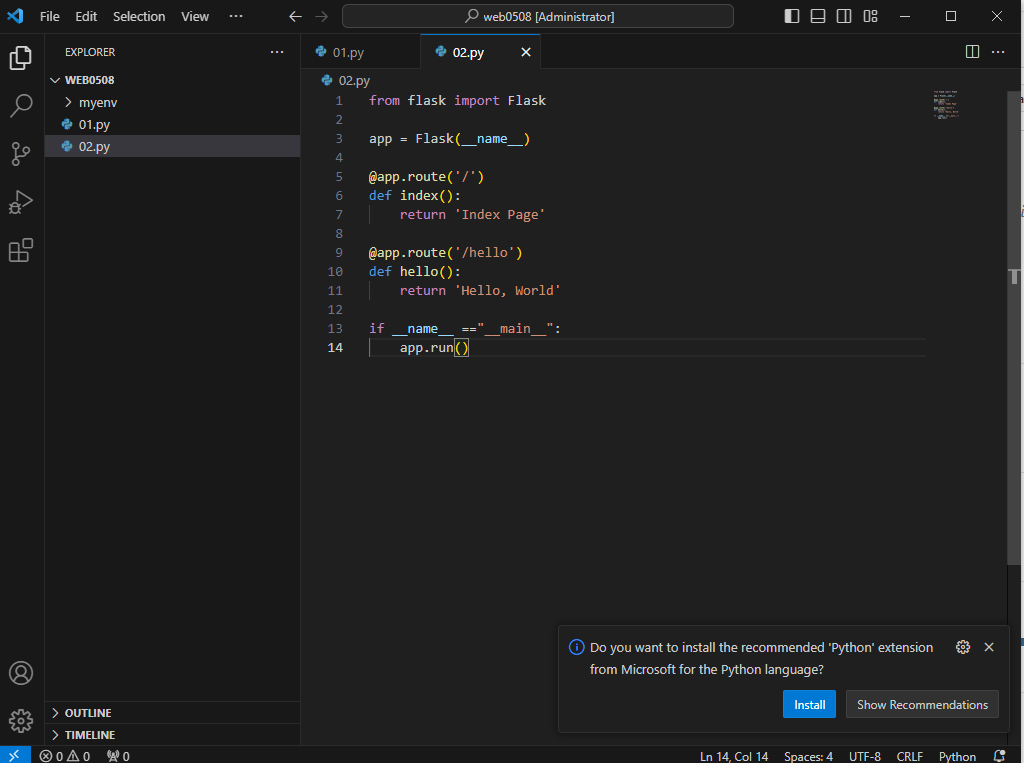 File Edit Selection View ··· web0508 [Administrator]
EXPLORER ···
WEB0508
myenv
01.py
02.py
01.py 02.py
02.py
1 from flask import Flask
2
3 app = Flask(__name__)
4
5 @app.route('/')
6 def index():
7 return 'Index Page'
8
9 @app.route('/hello')
10 def hello():
11 return 'Hello, World'
12
13 if __name__ =="__main__":
14 app.run()
Do you want to install the recommended 'Python' extension
from Microsoft for the Python language?
Install Show Recommendations
OUTLINE
TIMELINE
0 0 0 Ln 14, Col 14 Spaces: 4 UTF-8 CRLF Python